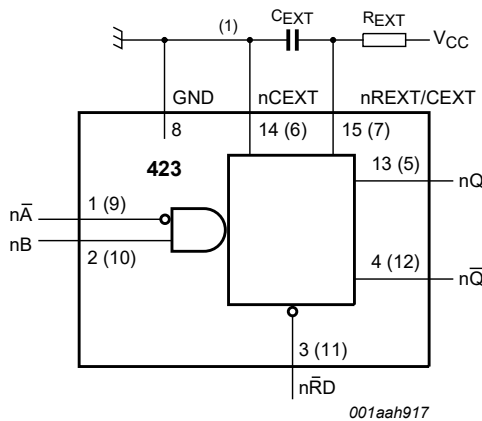 (1)
CEXT
REXT
VCC
GND
nCEXT
nREXT/CEXT
8
14 (6)
15 (7)
423
13 (5)
nQ
nA̅
1 (9)
nB
2 (10)
4 (12)
nQ̅
3 (11)
nR̅D
001aah917